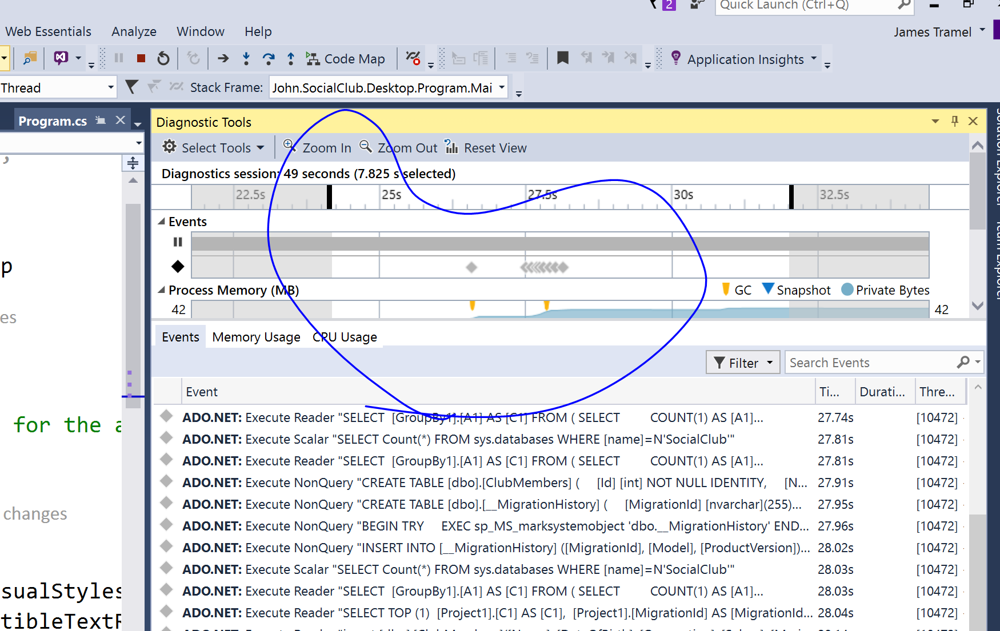 2 Quick Launch (Ctrl+Q)
Web Essentials Analyze Window Help James Tramel
Code Map Application Insights
Thread Stack Frame: John.SocialClub.Desktop.Program.Mai
Program.cs
Diagnostic Tools
Select Tools Zoom In Zoom Out Reset View
Diagnostics session: 49 seconds (7.825 s selected)
22.5s 25s 27.5s 30s 32.5s
Events
Process Memory (MB) GC Snapshot Private Bytes
42 42
Events Memory Usage CPU Usage
Filter Search Events
Event Ti... Durati... Thre...
ADO.NET: Execute Reader "SELECT [GroupBy1].[A1] AS [C1] FROM ( SELECT COUNT(1) AS [A1]... 27.74s [10472]
ADO.NET: Execute Scalar "SELECT Count(*) FROM sys.databases WHERE [name]=N'SocialClub'" 27.81s [10472]
ADO.NET: Execute Reader "SELECT [GroupBy1].[A1] AS [C1] FROM ( SELECT COUNT(1) AS [A1]... 27.81s [10472]
ADO.NET: Execute NonQuery "CREATE TABLE [dbo].[ClubMembers] ( [Id] [int] NOT NULL IDENTITY, [N... 27.91s [10472]
ADO.NET: Execute NonQuery "CREATE TABLE [dbo].[__MigrationHistory] ( [MigrationId] [nvarchar](255)... 27.95s [10472]
ADO.NET: Execute NonQuery "BEGIN TRY EXEC sp_MS_marksystemobject 'dbo.__MigrationHistory' END... 27.96s [10472]
ADO.NET: Execute NonQuery "INSERT INTO [__MigrationHistory] ([MigrationId], [Model], [ProductVersion])... 28.02s [10472]
ADO.NET: Execute Scalar "SELECT Count(*) FROM sys.databases WHERE [name]=N'SocialClub'" 28.03s [10472]
ADO.NET: Execute Reader "SELECT [GroupBy1].[A1] AS [C1] FROM ( SELECT COUNT(1) AS [A1]... 28.03s [10472]
ADO.NET: Execute Reader "SELECT TOP (1) [Project1].[C1] AS [C1], [Project1].[MigrationId] AS [MigrationId... 28.04s [10472]
p
es
for the a
changes
sualStyles
tibleTextR
Solution Explorer
Team Explorer